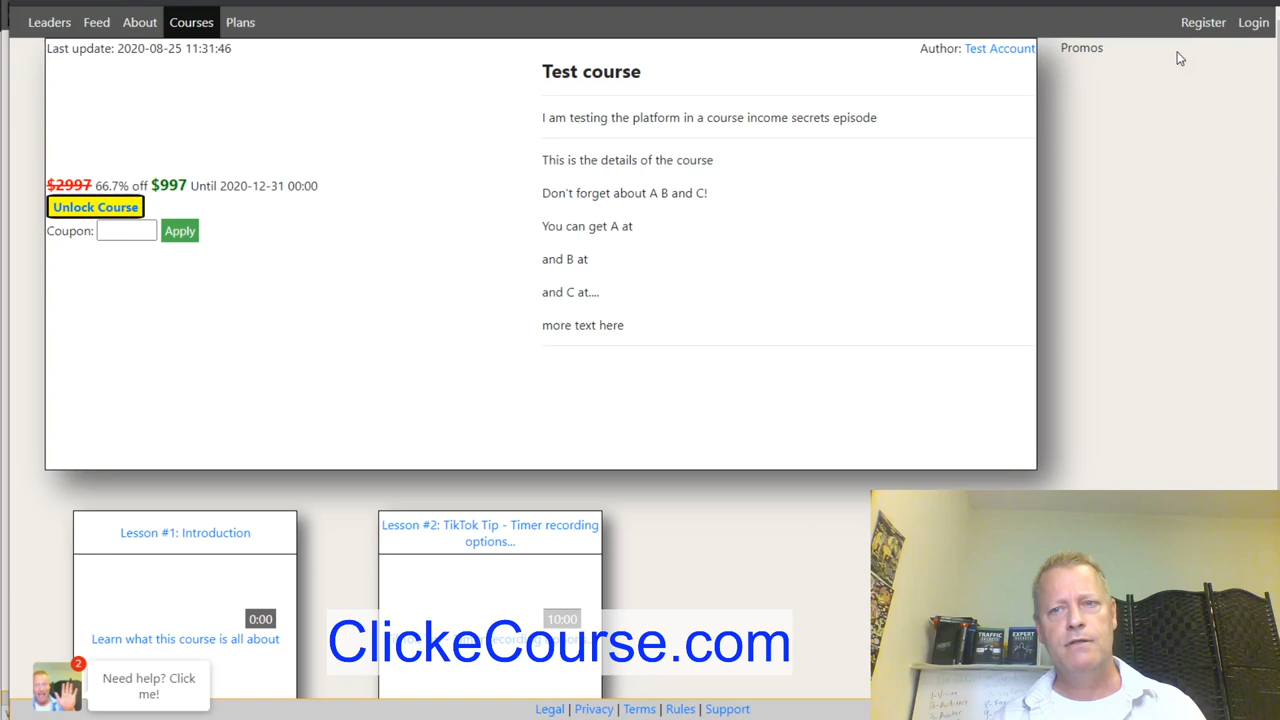 Leaders Feed About Courses Plans Register Login
Last update: 2020-08-25 11:31:46
Author: Test Account
Promos
Test course
I am testing the platform in a course income secrets episode
This is the details of the course
Don't forget about A B and C!
You can get A at
and B at
and C at....
more text here
$2997 66.7% off $997 Until 2020-12-31 00:00
Unlock Course
Coupon: Apply
Lesson #1: Introduction
0:00
Learn what this course is all about
Lesson #2: TikTok Tip - Timer recording
options...
10:00
ClickeCourse.com
2
Need help? Click
me!
TRAFFIC
SECRETS
EXPERT
SECRETS
Legal | Privacy | Terms | Rules | Support